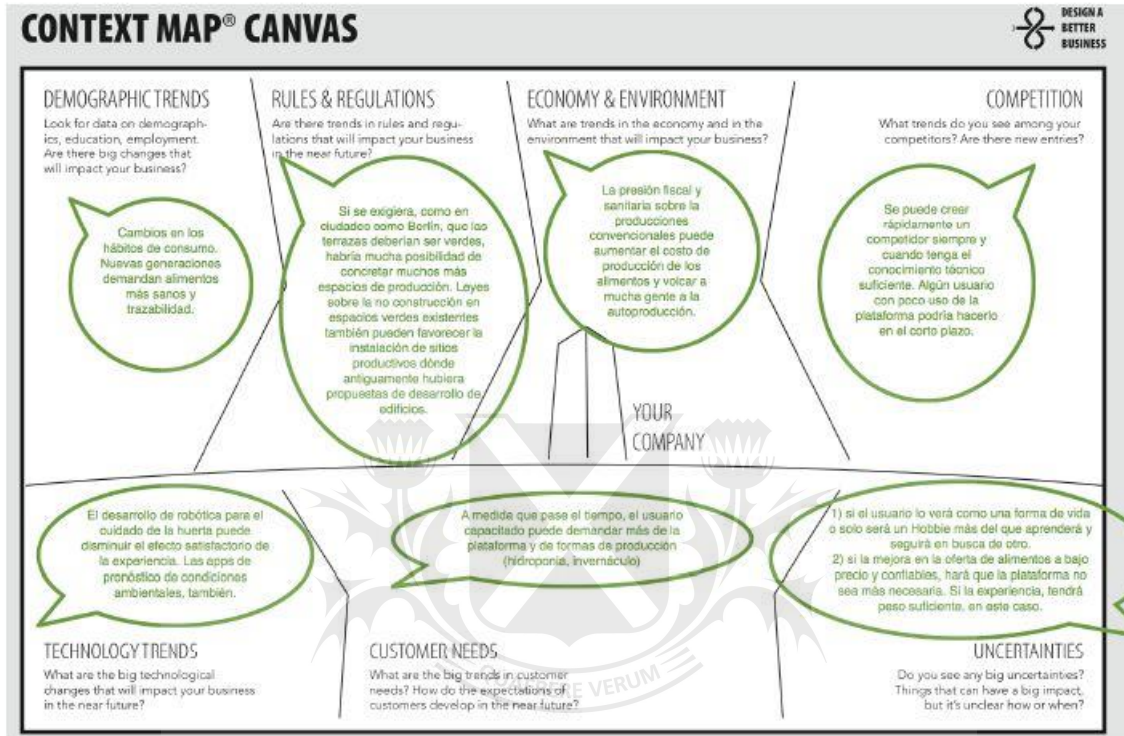 CONTEXT MAP® CANVAS
DESIGN A
BETTER
BUSINESS
DEMOGRAPHIC TRENDS
Look for data on demograph-
ics, education, employment.
Are there big changes that
will impact your business?
Cambios en los
hábitos de consumo.
Nuevas generaciones
demandan alimentos
más sanos y
trazabilidad.
RULES & REGULATIONS
Are there trends in rules and regu-
lations that will impact your business
in the near future?
Si se exigiera, como en
ciudades como Berlín, que las
terrazas deberían ser verdes,
habría mucha posibilidad de
concretar muchos más
espacios de producción. Leyes
sobre la no construcción en
espacios verdes existentes
también pueden favorecer la
instalación de sitios
productivos dónde
antiguamente hubiera
propuestas de desarrollo de
edificios.
ECONOMY & ENVIRONMENT
What are trends in the economy and in the
environment that will impact your business?
La presión fiscal y
sanitaria sobre la
producciones
convencionales puede
aumentar el costo de
producción de los
alimentos y volcar a
mucha gente a la
autoproducción.
COMPETITION
What trends do you see among your
competitors? Are there new entries?
Se puede crear
rápidamente un
competidor siempre y
cuando tenga el
conocimiento técnico
suficiente. Algún usuario
con poco uso de la
plataforma podría hacerlo
en el corto plazo.
YOUR
COMPANY
El desarrollo de robótica para el
cuidado de la huerta puede
disminuir el efecto satisfactorio de
la experiencia. Las apps de
pronóstico de condiciones
ambientales, también.
TECHNOLOGY TRENDS
What are the big technological
changes that will impact your business
in the near future?
A medida que pase el tiempo, el usuario
capacitado puede demandar más de la
plataforma y de formas de producción
(hidroponía, invernáculo)
CUSTOMER NEEDS
What are the big trends in customer
needs? How do the expectations of
customers develop in the near future?
1) si el usuario lo verá como una forma de vida
o solo será un Hobbie más del que aprenderá y
seguirá en busca de otro.
2) si la mejora en la oferta de alimentos a bajo
precio y confiables, hará que la plataforma no
sea más necesaria. Si la experiencia, tendrá
peso suficiente, en este caso.
UNCERTAINTIES
Do you see any big uncertainties?
Things that can have a big impact,
but it's unclear how or when?
QUAERERE VERUM